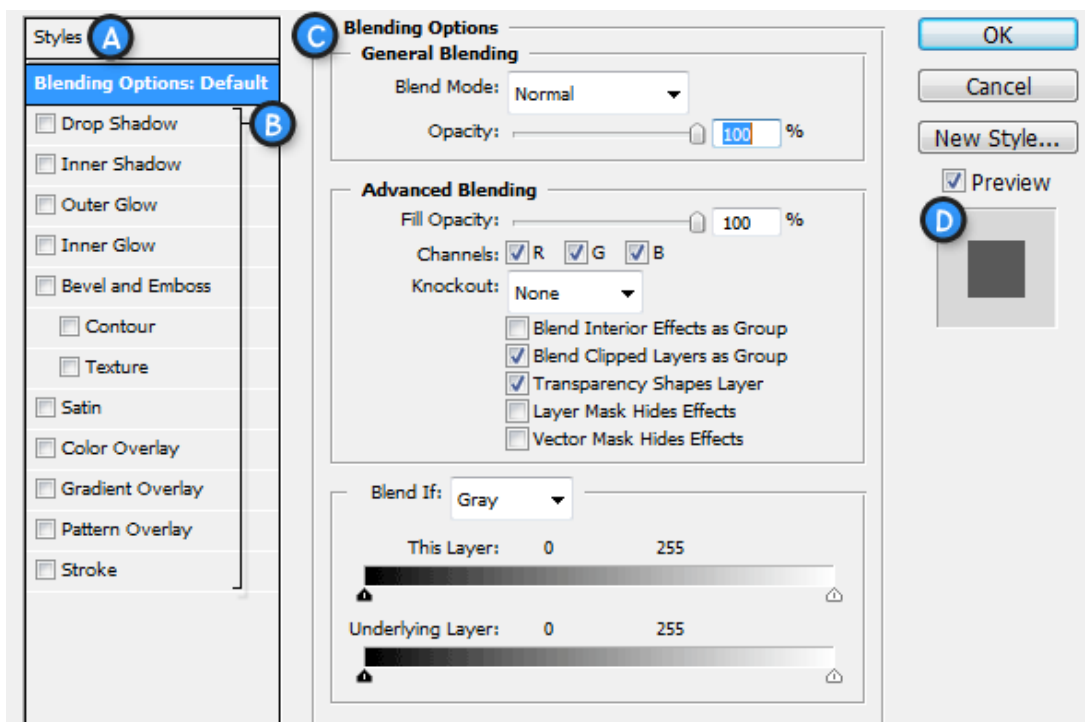 Styles A
Blending Options: Default
Drop Shadow
B
Inner Shadow
Outer Glow
Inner Glow
Bevel and Emboss
Contour
Texture
Satin
Color Overlay
Gradient Overlay
Pattern Overlay
Stroke
C Blending Options
General Blending
Blend Mode: Normal
Opacity: 100 %
Advanced Blending
Fill Opacity: 100 %
Channels: R G B
Knockout: None
Blend Interior Effects as Group
Blend Clipped Layers as Group
Transparency Shapes Layer
Layer Mask Hides Effects
Vector Mask Hides Effects
Blend If: Gray
This Layer: 0 255
Underlying Layer: 0 255
OK
Cancel
New Style...
Preview
D